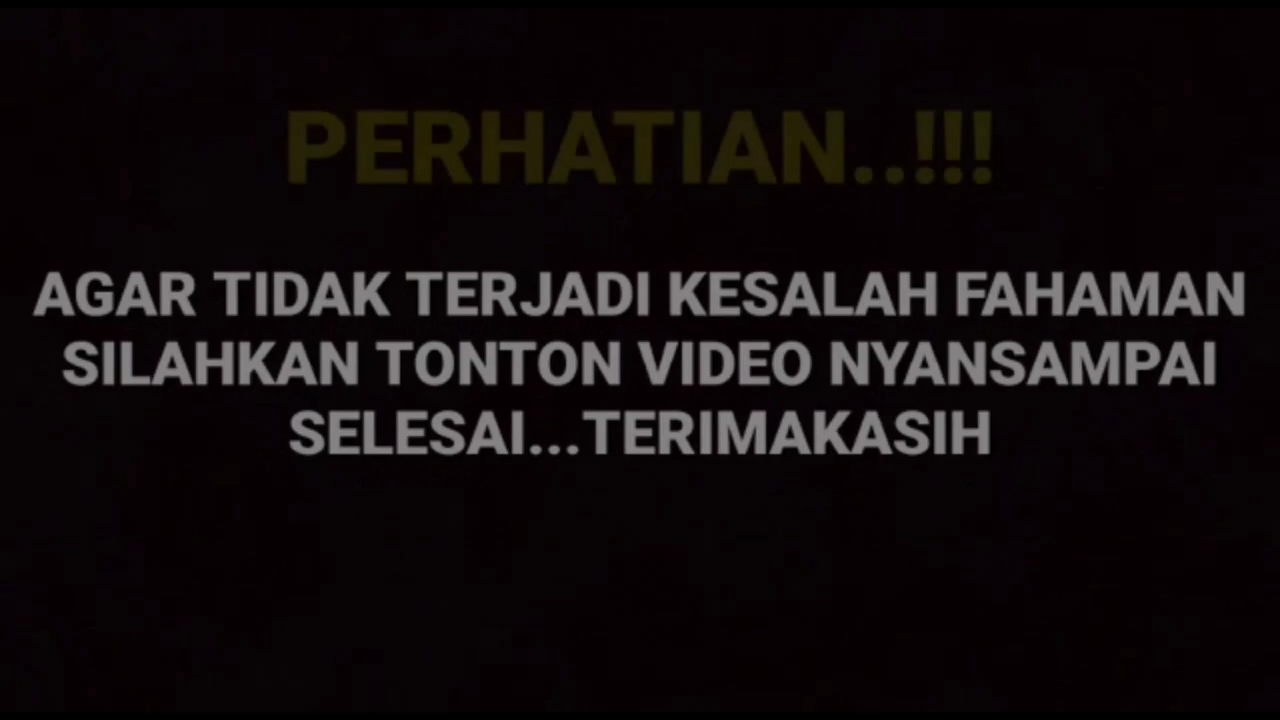 PERHATIAN..!!!
AGAR TIDAK TERJADI KESALAH FAHAMAN
SILAHKAN TONTON VIDEO NYANSAMPAI
SELESAI...TERIMAKASIH